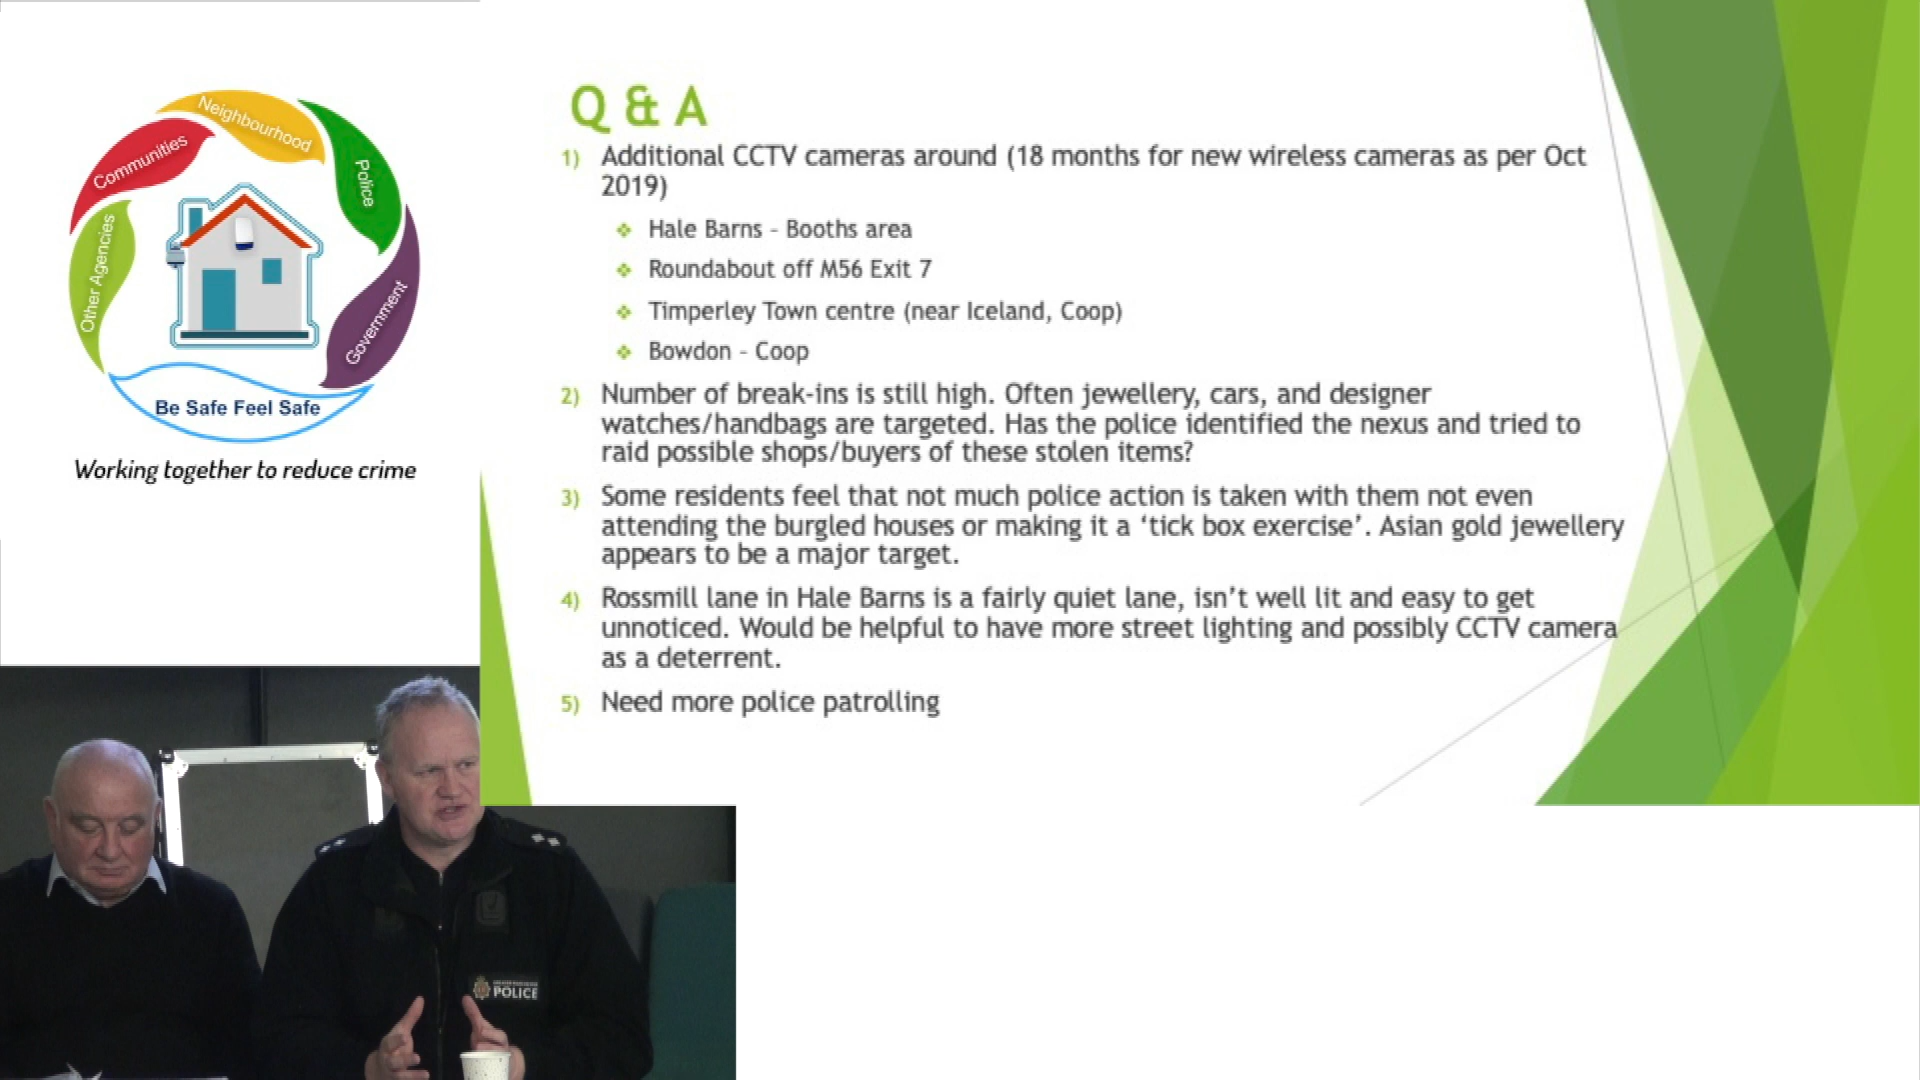 Neighbourhood
Communities
Police
Other Agencies
Government
Be Safe Feel Safe
Working together to reduce crime
Q & A
1) Additional CCTV cameras around (18 months for new wireless cameras as per Oct
2019)
❖ Hale Barns - Booths area
❖ Roundabout off M56 Exit 7
❖ Timperley Town centre (near Iceland, Coop)
❖ Bowdon - Coop
2) Number of break-ins is still high. Often jewellery, cars, and designer
watches/handbags are targeted. Has the police identified the nexus and tried to
raid possible shops/buyers of these stolen items?
3) Some residents feel that not much police action is taken with them not even
attending the burgled houses or making it a ‘tick box exercise’. Asian gold jewellery
appears to be a major target.
4) Rossmill lane in Hale Barns is a fairly quiet lane, isn’t well lit and easy to get
unnoticed. Would be helpful to have more street lighting and possibly CCTV camera
as a deterrent.
5) Need more police patrolling
POLICE